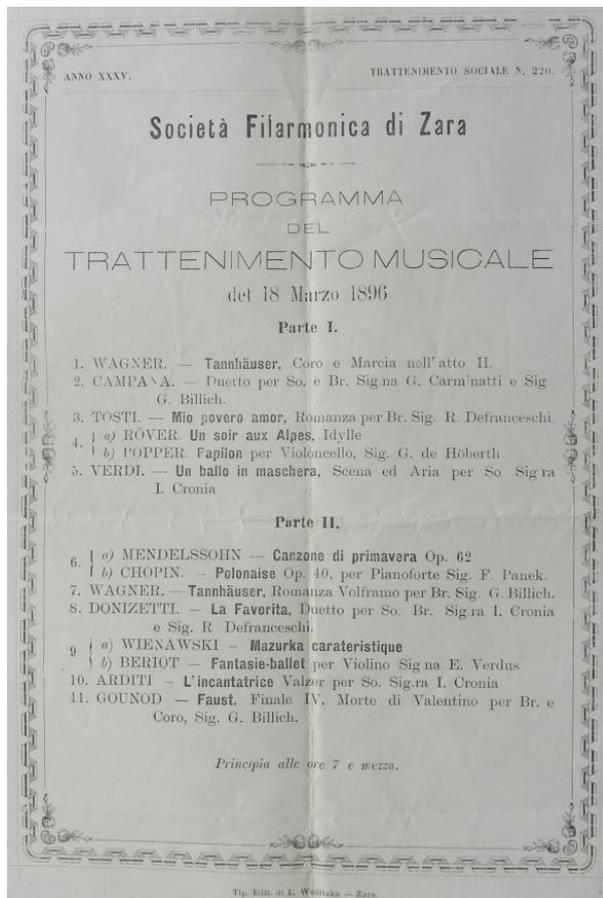 ANNO XXXV.
TRATTENIMENTO SOCIALE N. 220.
Società Filarmonica di Zara
PROGRAMMA
DEL
TRATTENIMENTO MUSICALE
del 18 Marzo 1896
Parte I.
1. WAGNER. — Tannhäuser, Coro e Marcia nell'atto II.
2. CAMPANA. — Duetto per So. e Br. Sig.na G. Carminatti e Sig
G. Billich.
3. TOSTI. — Mio povero amor, Romanza per Br. Sig. R. Defranceschi.
4. a) RÖVER. Un soir aux Alpes, Idylle
b) POPPER. Papilon per Violoncello, Sig. G. de Höberth
5. VERDI. — Un ballo in maschera, Scena ed Aria per So Sig ra
I. Cronia
Parte II.
6. a) MENDELSSOHN — Canzone di primavera Op. 62
b) CHOPIN. — Polonaise Op. 40, per Pianoforte Sig. F. Panek.
7. WAGNER. — Tannhäuser, Romanza Volframo per Br. Sig. G. Billich.
8. DONIZETTI. — La Favorita, Duetto per So. Br. Sig.ra I. Cronia
e Sig. R Defranceschi.
9 a) WIENAWSKI — Mazurka carateristique
b) BERIOT — Fantasie-ballet per Violino Sig na E. Verdus
10. ARDITI — L'incantatrice Valzer per So. Sig.ra I. Cronia
11. GOUNOD — Faust. Finale IV. Morte di Valentino per Br. e
Coro, Sig. G. Billich.
Principia alle ore 7 e mezza.
Tip. Edit. di L. Woditzka — Zara.